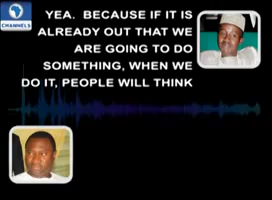 CHANNELS
YEA. BECAUSE IF IT IS
ALREADY OUT THAT WE
ARE GOING TO DO
SOMETHING, WHEN WE
DO IT, PEOPLE WILL THINK